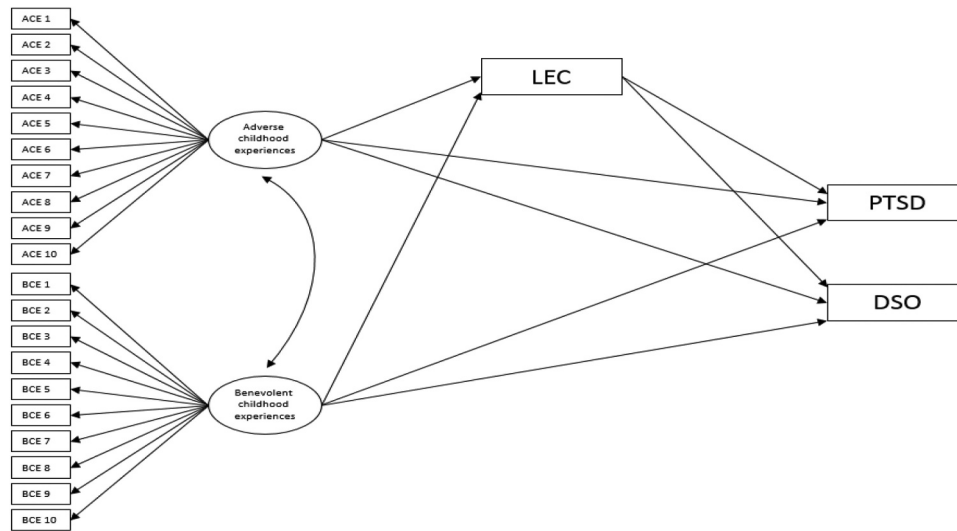 ACE 1
ACE 2
ACE 3
ACE 4
ACE 5
ACE 6
ACE 7
ACE 8
ACE 9
ACE 10
BCE 1
BCE 2
BCE 3
BCE 4
BCE 5
BCE 6
BCE 7
BCE 8
BCE 9
BCE 10
Adverse
childhood
experiences
Benevolent
childhood
experiences
LEC
PTSD
DSO